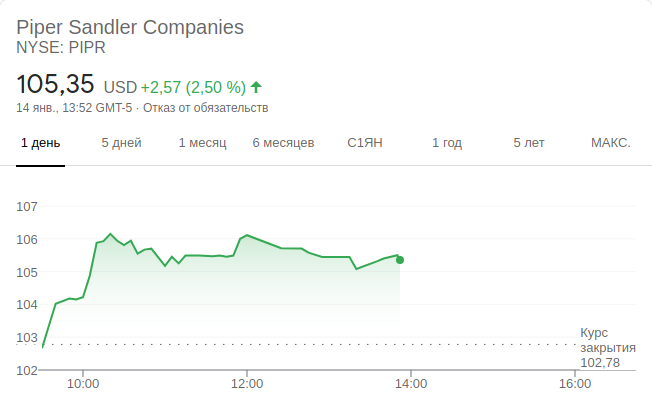 Piper Sandler Companies
NYSE: PIPR
105,35 USD +2,57 (2,50 %)
14 янв., 13:52 GMT-5 · Отказ от обязательств
1 день 5 дней 1 месяц 6 месяцев С1ЯН 1 год 5 лет МАКС.
107
106
105
104
103
102
Курс
закрытия
102,78
10:00 12:00 14:00 16:00